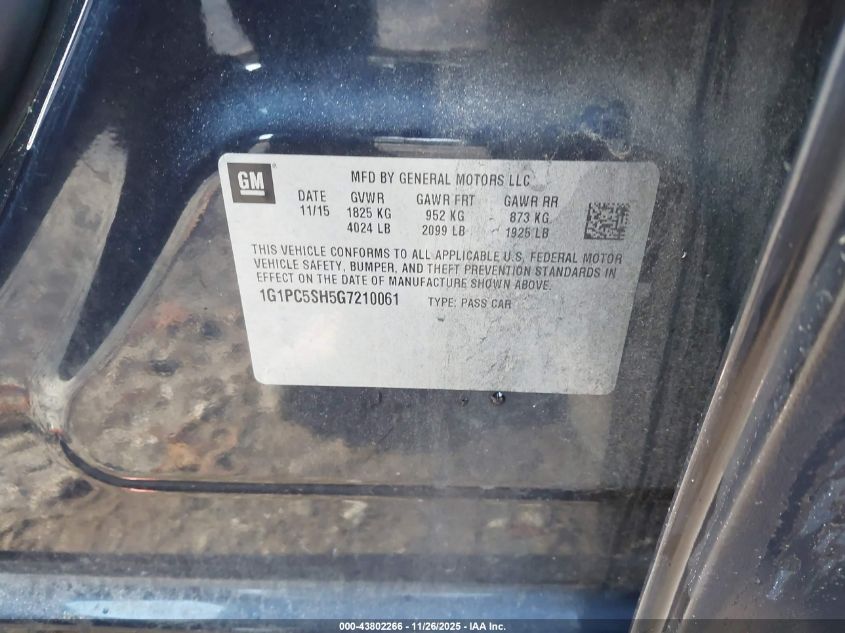 GM ®
MFD BY GENERAL MOTORS LLC
DATE GVWR GAWR FRT GAWR RR
11/15 1825 KG 952 KG 873 KG
4024 LB 2099 LB 1925 LB
THIS VEHICLE CONFORMS TO ALL APPLICABLE U.S. FEDERAL MOTOR
VEHICLE SAFETY, BUMPER, AND THEFT PREVENTION STANDARDS IN
EFFECT ON THE DATE OF MANUFACTURE SHOWN ABOVE.
1G1PC5SH5G7210061 TYPE: PASS CAR
000-43802266 - 11/26/2025 - IAA Inc.